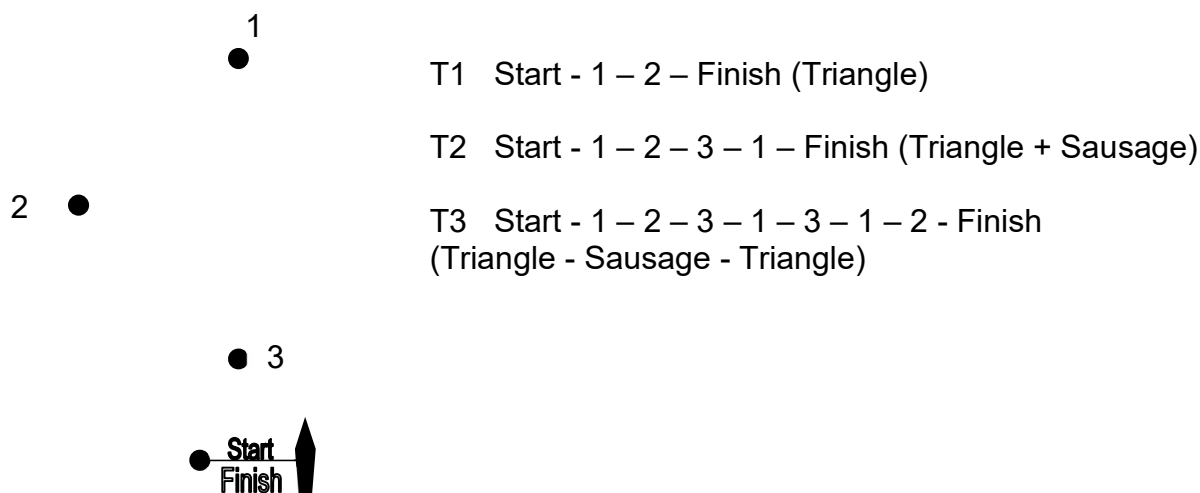 1
T1 Start - 1 – 2 – Finish (Triangle)
T2 Start - 1 – 2 – 3 – 1 – Finish (Triangle + Sausage)
2
T3 Start - 1 – 2 – 3 – 1 – 3 – 1 – 2 - Finish
(Triangle - Sausage - Triangle)
3
Start
Finish